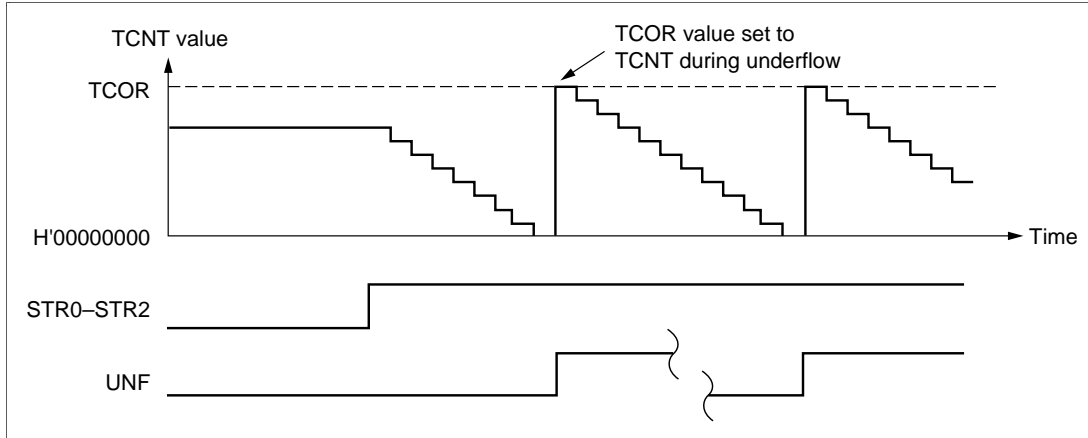 TCNT value
TCOR value set to
TCNT during underflow
TCOR
H'00000000
Time
STR0–STR2
UNF